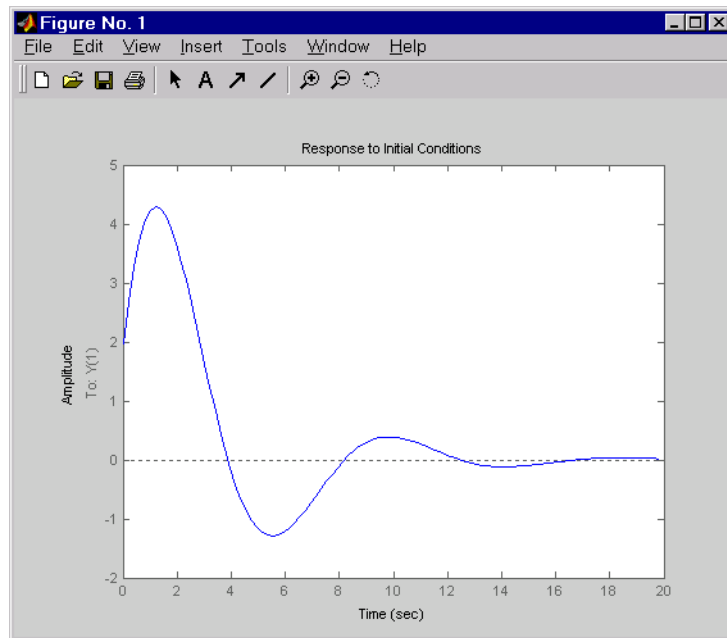 Figure No. 1
File Edit View Insert Tools Window Help
A
Response to Initial Conditions
5
4
3
2
1
0
-1
-2
Amplitude
To: Y(1)
0 2 4 6 8 10 12 14 16 18 20
Time (sec)